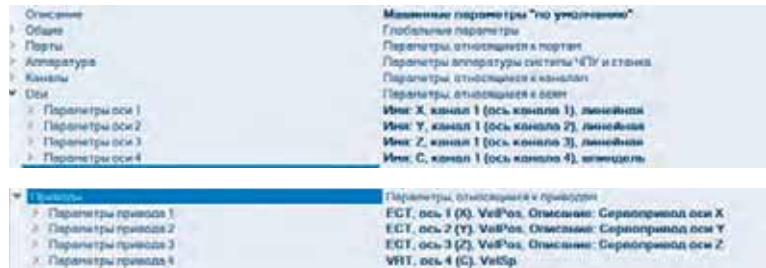 Описание Машинные параметры "по умолчанию"
Общие Глобальные параметры
Порты Параметры, относящиеся к портам
Аппаратура Параметры аппаратуры системы ЧПУ и станка
Каналы Параметры, относящиеся к каналам
Оси Параметры, относящиеся к осям
Параметры оси 1 Имя: X, канал 1 (ось канала 1), линейная
Параметры оси 2 Имя: Y, канал 1 (ось канала 2), линейная
Параметры оси 3 Имя: Z, канал 1 (ось канала 3), линейная
Параметры оси 4 Имя: C, канал 1 (ось канала 4), шпиндель
Приводы Параметры, относящиеся к приводам
Параметры привода 1 ECT, ось 1 (X), VelPos, Описание: Сервопривод оси X
Параметры привода 2 ECT, ось 2 (Y), VelPos, Описание: Сервопривод оси Y
Параметры привода 3 ECT, ось 3 (Z), VelPos, Описание: Сервопривод оси Z
Параметры привода 4 VRT, ось 4 (C), VelSp